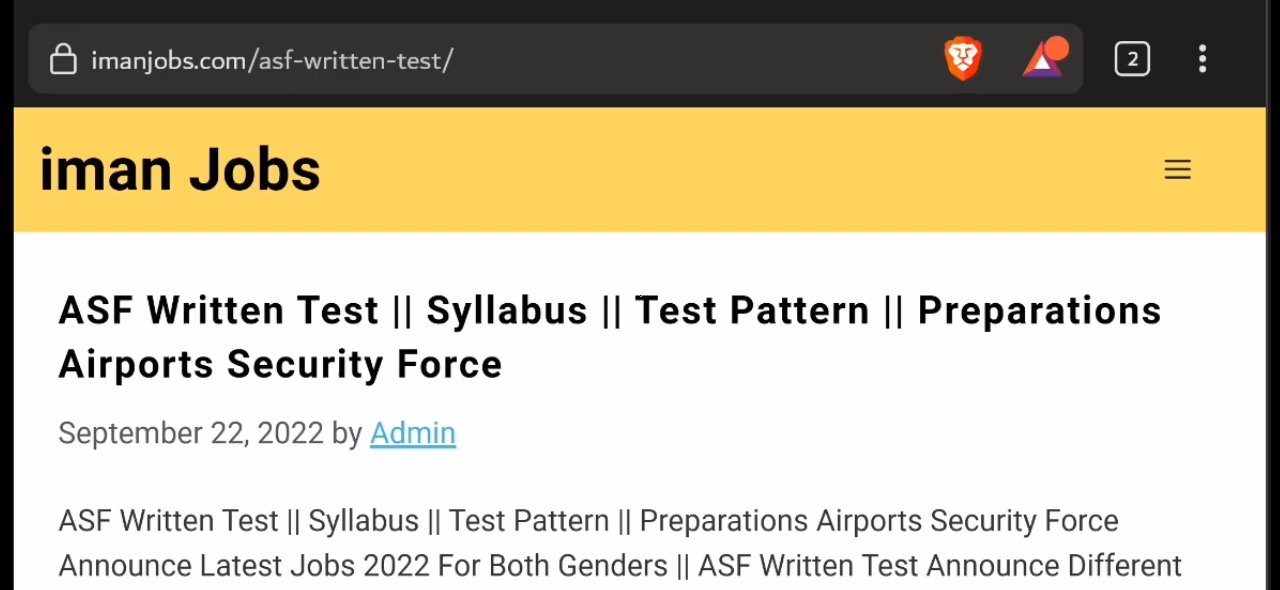 imanjobs.com/asf-written-test/
2
iman Jobs
ASF Written Test || Syllabus || Test Pattern || Preparations
Airports Security Force
September 22, 2022 by Admin
ASF Written Test || Syllabus || Test Pattern || Preparations Airports Security Force
Announce Latest Jobs 2022 For Both Genders || ASF Written Test Announce Different